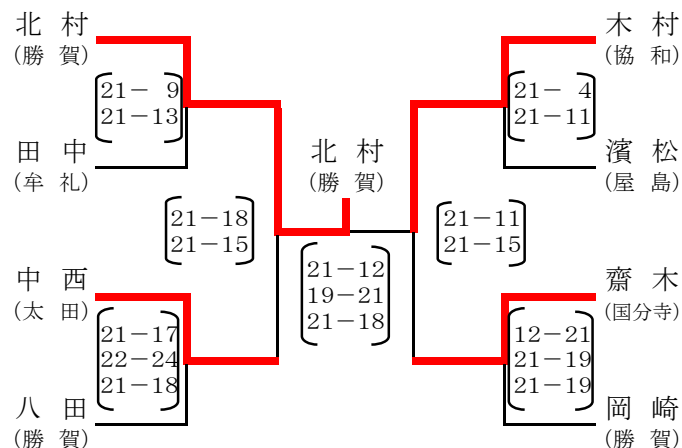 北 村
(勝 賀)
21− 9
21−13
田 中
(牟 礼)
21−18
21−15
中 西
(太 田)
21−17
22−24
21−18
八 田
(勝 賀)
北 村
(勝 賀)
21−12
19−21
21−18
木 村
(協 和)
21− 4
21−11
濱 松
(屋 島)
21−11
21−15
齋 木
(国分寺)
12−21
21−19
21−19
岡 崎
(勝 賀)